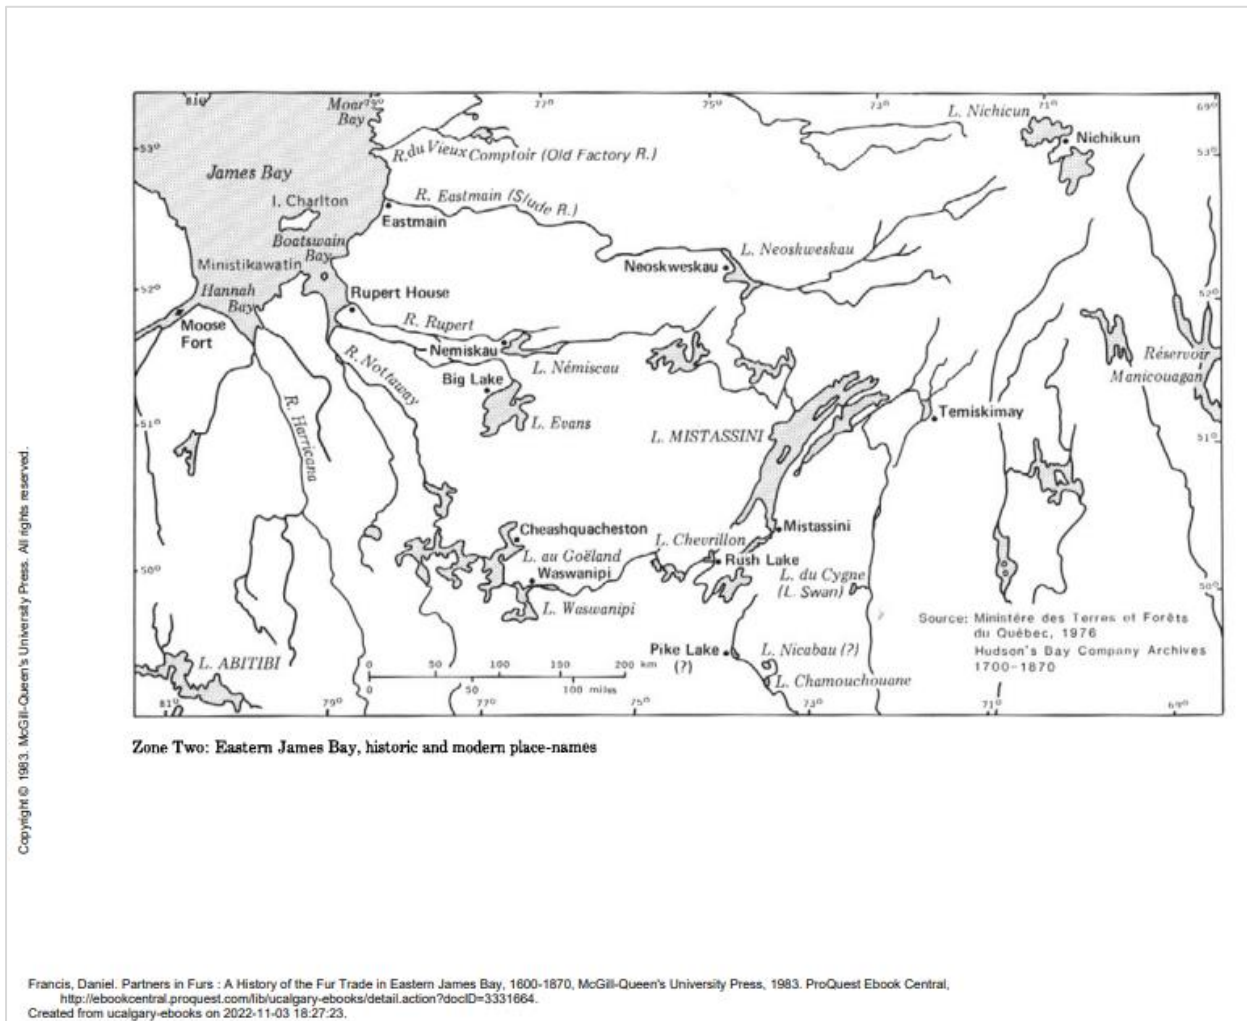 81° 79° 77° 75° 73° 71° 69°
Moar
Bay
L. Nichicun
Nichikun
53° 53°
R. du Vieux Comptoir (Old Factory R.)
James Bay
R. Eastmain (Slude R.)
I. Charlton
Eastmain
Boatswain
Bay
L. Neoskweskau
Ministikawatin
Neoskweskau
52° 52°
Hannah
Bay
Rupert House
Moose
Fort
R. Rupert
Nemiskau
R. Nottaway
L. Némiscau
Réservoir
Manicouagan
Big Lake
R. Harricana
L. Evans
Temiskimay
51° 51°
L. MISTASSINI
Cheashquacheston
Mistassini
L. Chevrillon
L. au Goëland
Rush Lake
50° 50°
Waswanipi
L. du Cygne
(L. Swan)
L. Waswanipi
Source: Ministére des Terres et Forêts
du Québec, 1976
Hudson's Bay Company Archives
1700-1870
Pike Lake
(?)
L. Nicabau (?)
L. ABITIBI
0 50 100 150 200 km
0 50 100 miles
L. Chamouchouane
81° 79° 77° 75° 73° 71° 69°
Zone Two: Eastern James Bay, historic and modern place-names
Copyright © 1983. McGill-Queen's University Press. All rights reserved.
Francis, Daniel. Partners in Furs : A History of the Fur Trade in Eastern James Bay, 1600-1870, McGill-Queen's University Press, 1983. ProQuest Ebook Central,
http://ebookcentral.proquest.com/lib/ucalgary-ebooks/detail.action?docID=3331664.
Created from ucalgary-ebooks on 2022-11-03 18:27:23.